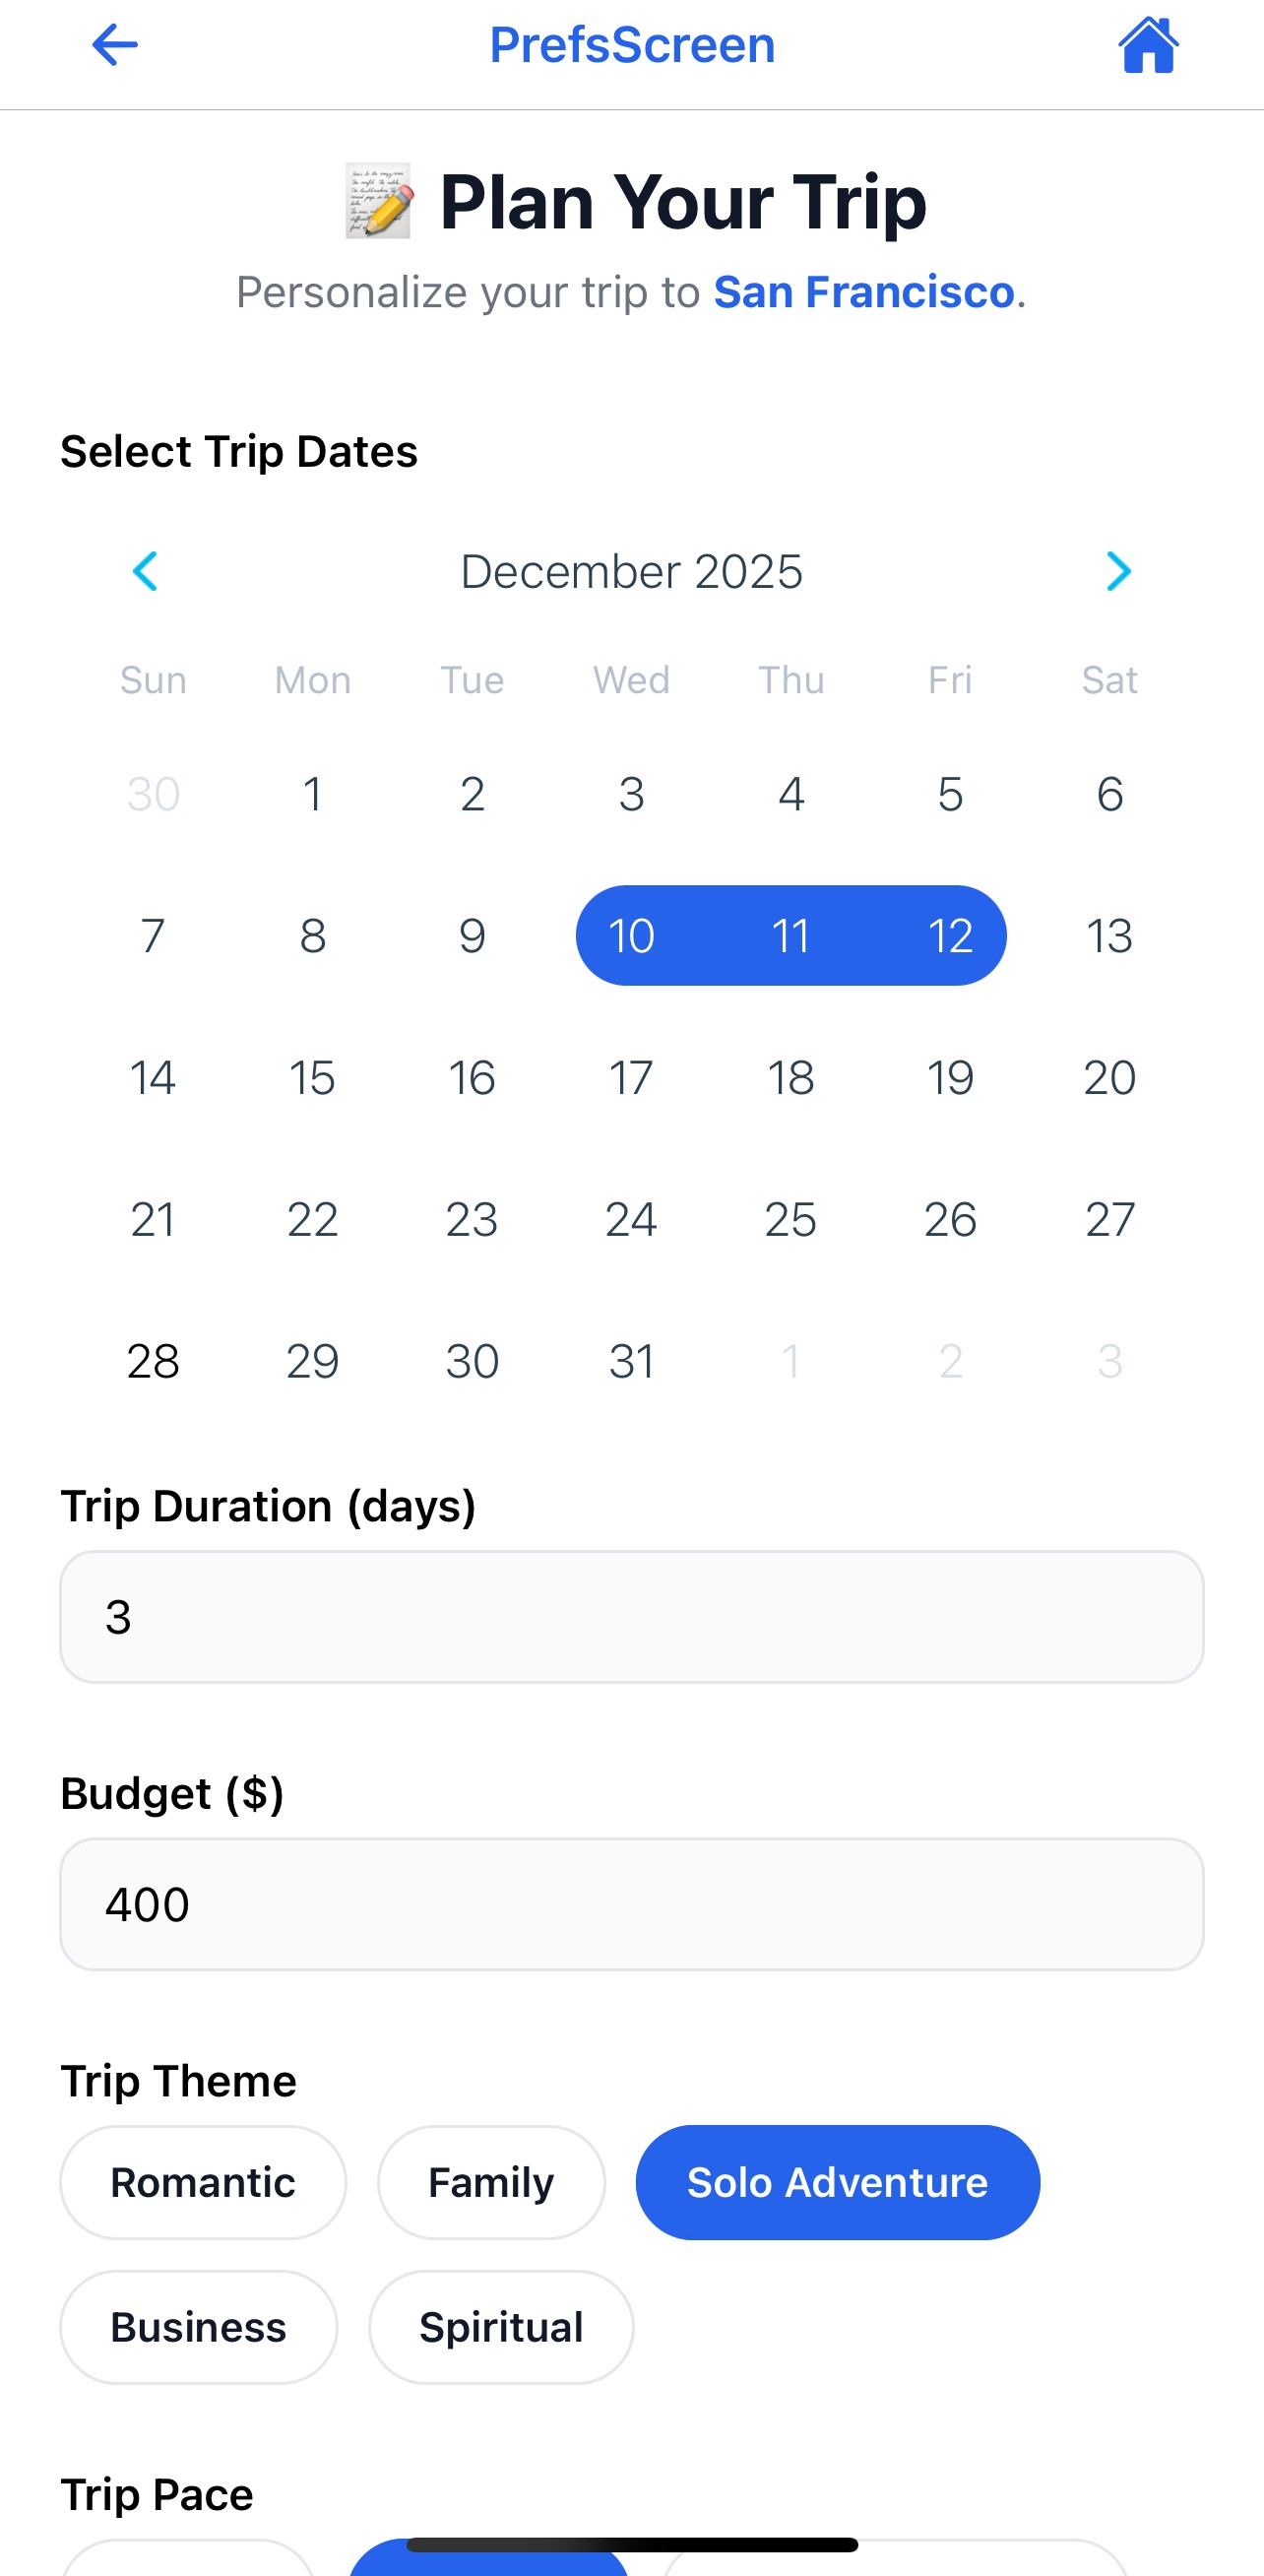 PrefsScreen
Plan Your Trip
Personalize your trip to San Francisco.
Select Trip Dates
December 2025
Sun Mon Tue Wed Thu Fri Sat
30 1 2 3 4 5 6
7 8 9 10 11 12 13
14 15 16 17 18 19 20
21 22 23 24 25 26 27
28 29 30 31 1 2 3
Trip Duration (days)
3
Budget ($)
400
Trip Theme
Romantic Family Solo Adventure
Business Spiritual
Trip Pace